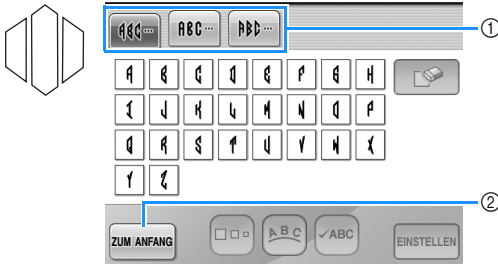 ABC... ABC... ABC... ①
A B C D E F G H
I J K L M N O P
Q R S T U V W X
Y Z
②
ZUM ANFANG ABC ✓ABC EINSTELLEN